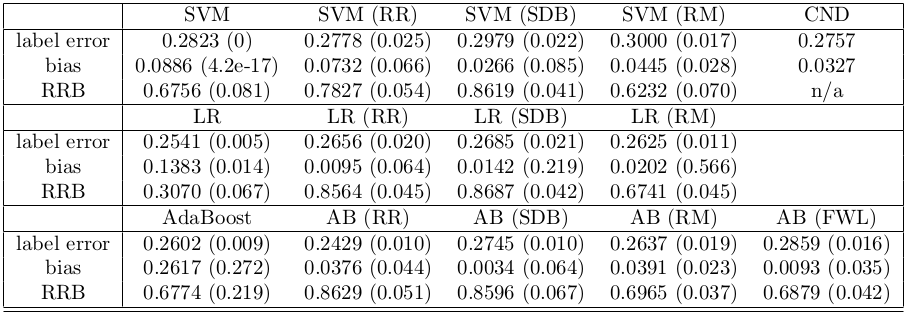 SVM SVM (RR) SVM (SDB) SVM (RM) CND
label error 0.2823 (0) 0.2778 (0.025) 0.2979 (0.022) 0.3000 (0.017) 0.2757
bias 0.0886 (4.2e-17) 0.0732 (0.066) 0.0266 (0.085) 0.0445 (0.028) 0.0327
RRB 0.6756 (0.081) 0.7827 (0.054) 0.8619 (0.041) 0.6232 (0.070) n/a
LR LR (RR) LR (SDB) LR (RM)
label error 0.2541 (0.005) 0.2656 (0.020) 0.2685 (0.021) 0.2625 (0.011)
bias 0.1383 (0.014) 0.0095 (0.064) 0.0142 (0.219) 0.0202 (0.566)
RRB 0.3070 (0.067) 0.8564 (0.045) 0.8687 (0.042) 0.6741 (0.045)
AdaBoost AB (RR) AB (SDB) AB (RM) AB (FWL)
label error 0.2602 (0.009) 0.2429 (0.010) 0.2745 (0.010) 0.2637 (0.019) 0.2859 (0.016)
bias 0.2617 (0.272) 0.0376 (0.044) 0.0034 (0.064) 0.0391 (0.023) 0.0093 (0.035)
RRB 0.6774 (0.219) 0.8629 (0.051) 0.8596 (0.067) 0.6965 (0.037) 0.6879 (0.042)